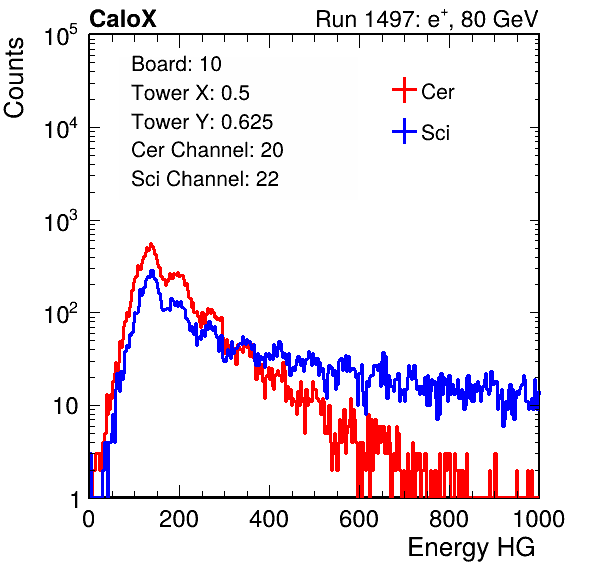 CaloX Run 1497: e⁺, 80 GeV
Counts
10⁵
10⁴
10³
10²
10
1
Board: 10
Tower X: 0.5
Tower Y: 0.625
Cer Channel: 20
Sci Channel: 22
Cer
Sci
0 200 400 600 800 1000
Energy HG